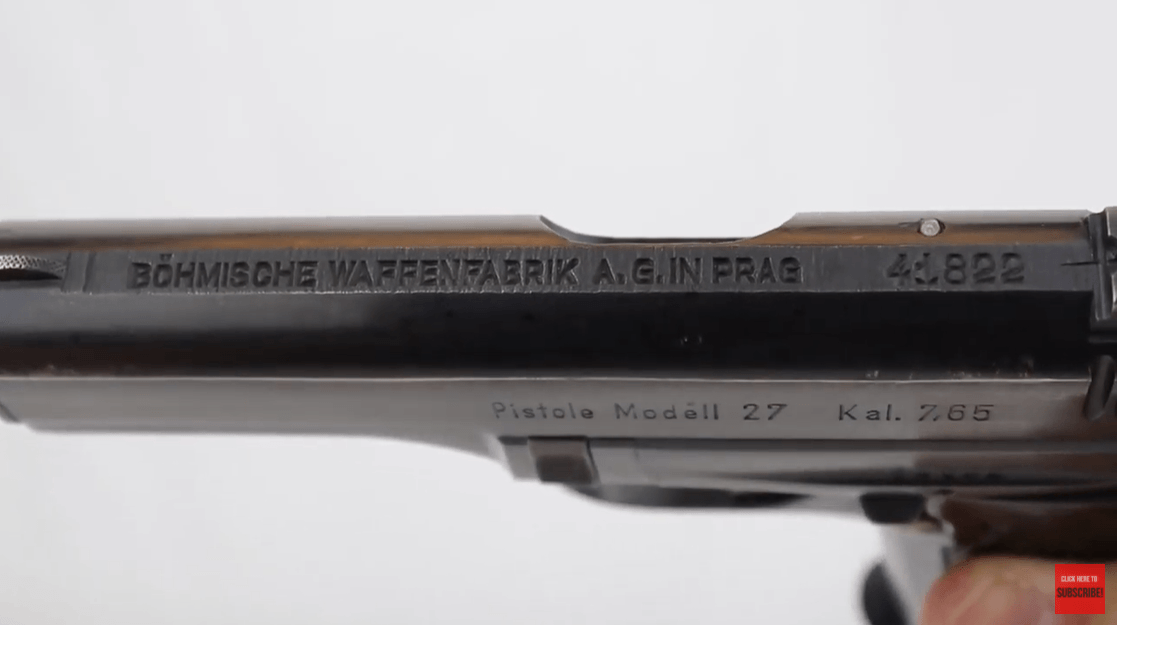 BÖHMISCHE WAFFENFABRIK A.G. IN PRAG 41822
Pistole Modell 27 Kal. 7,65
CLICK HERE TO
SUBSCRIBE!